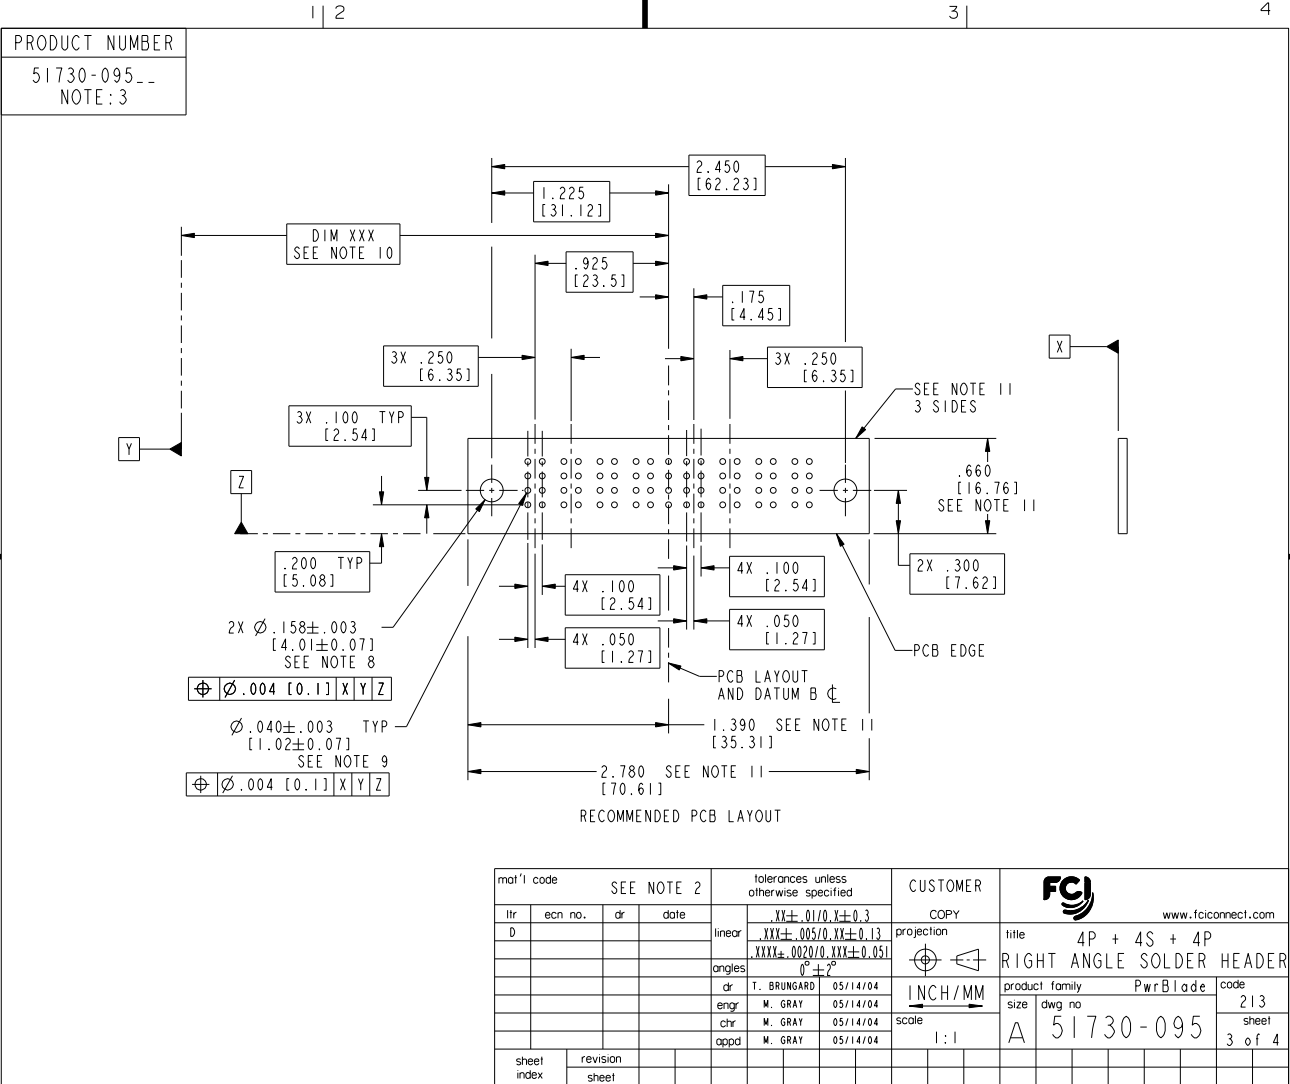 1 2 3 4
PRODUCT NUMBER
51730-095__
NOTE:3
2.450
[62.23]
1.225
[31.12]
DIM XXX
SEE NOTE 10
.925
[23.5]
.175
[4.45]
3X .250
[6.35]
3X .250
[6.35]
X
SEE NOTE 11
3 SIDES
3X .100 TYP
[2.54]
Y
Z
.660
[16.76]
SEE NOTE 11
.200 TYP
[5.08]
4X .100
[2.54]
4X .100
[2.54]
2X .300
[7.62]
4X .050
[1.27]
4X .050
[1.27]
2X Ø.158±.003
[4.01±0.07]
SEE NOTE 8
⌖ Ø.004 [0.1] X Y Z
PCB EDGE
PCB LAYOUT
AND DATUM B ℄
Ø.040±.003 TYP
[1.02±0.07]
SEE NOTE 9
⌖ Ø.004 [0.1] X Y Z
1.390 SEE NOTE 11
[35.31]
2.780 SEE NOTE 11
[70.61]
RECOMMENDED PCB LAYOUT
mat'l code SEE NOTE 2
tolerances unless
otherwise specified
CUSTOMER
COPY
FCI
www.fciconnect.com
ltr ecn no. dr date
D
linear
.XX±.01/0.X±0.3
.XXX±.005/0.XX±0.13
.XXXX±.0020/0.XXX±0.051
angles 0°±2°
projection
INCH/MM
scale
1:1
title
4P + 4S + 4P
RIGHT ANGLE SOLDER HEADER
dr T. BRUNGARD 05/14/04
engr M. GRAY 05/14/04
chr M. GRAY 05/14/04
appd M. GRAY 05/14/04
product family PwrBlade
code
213
size
A
dwg no
51730-095
sheet
3 of 4
sheet
index
revision
sheet